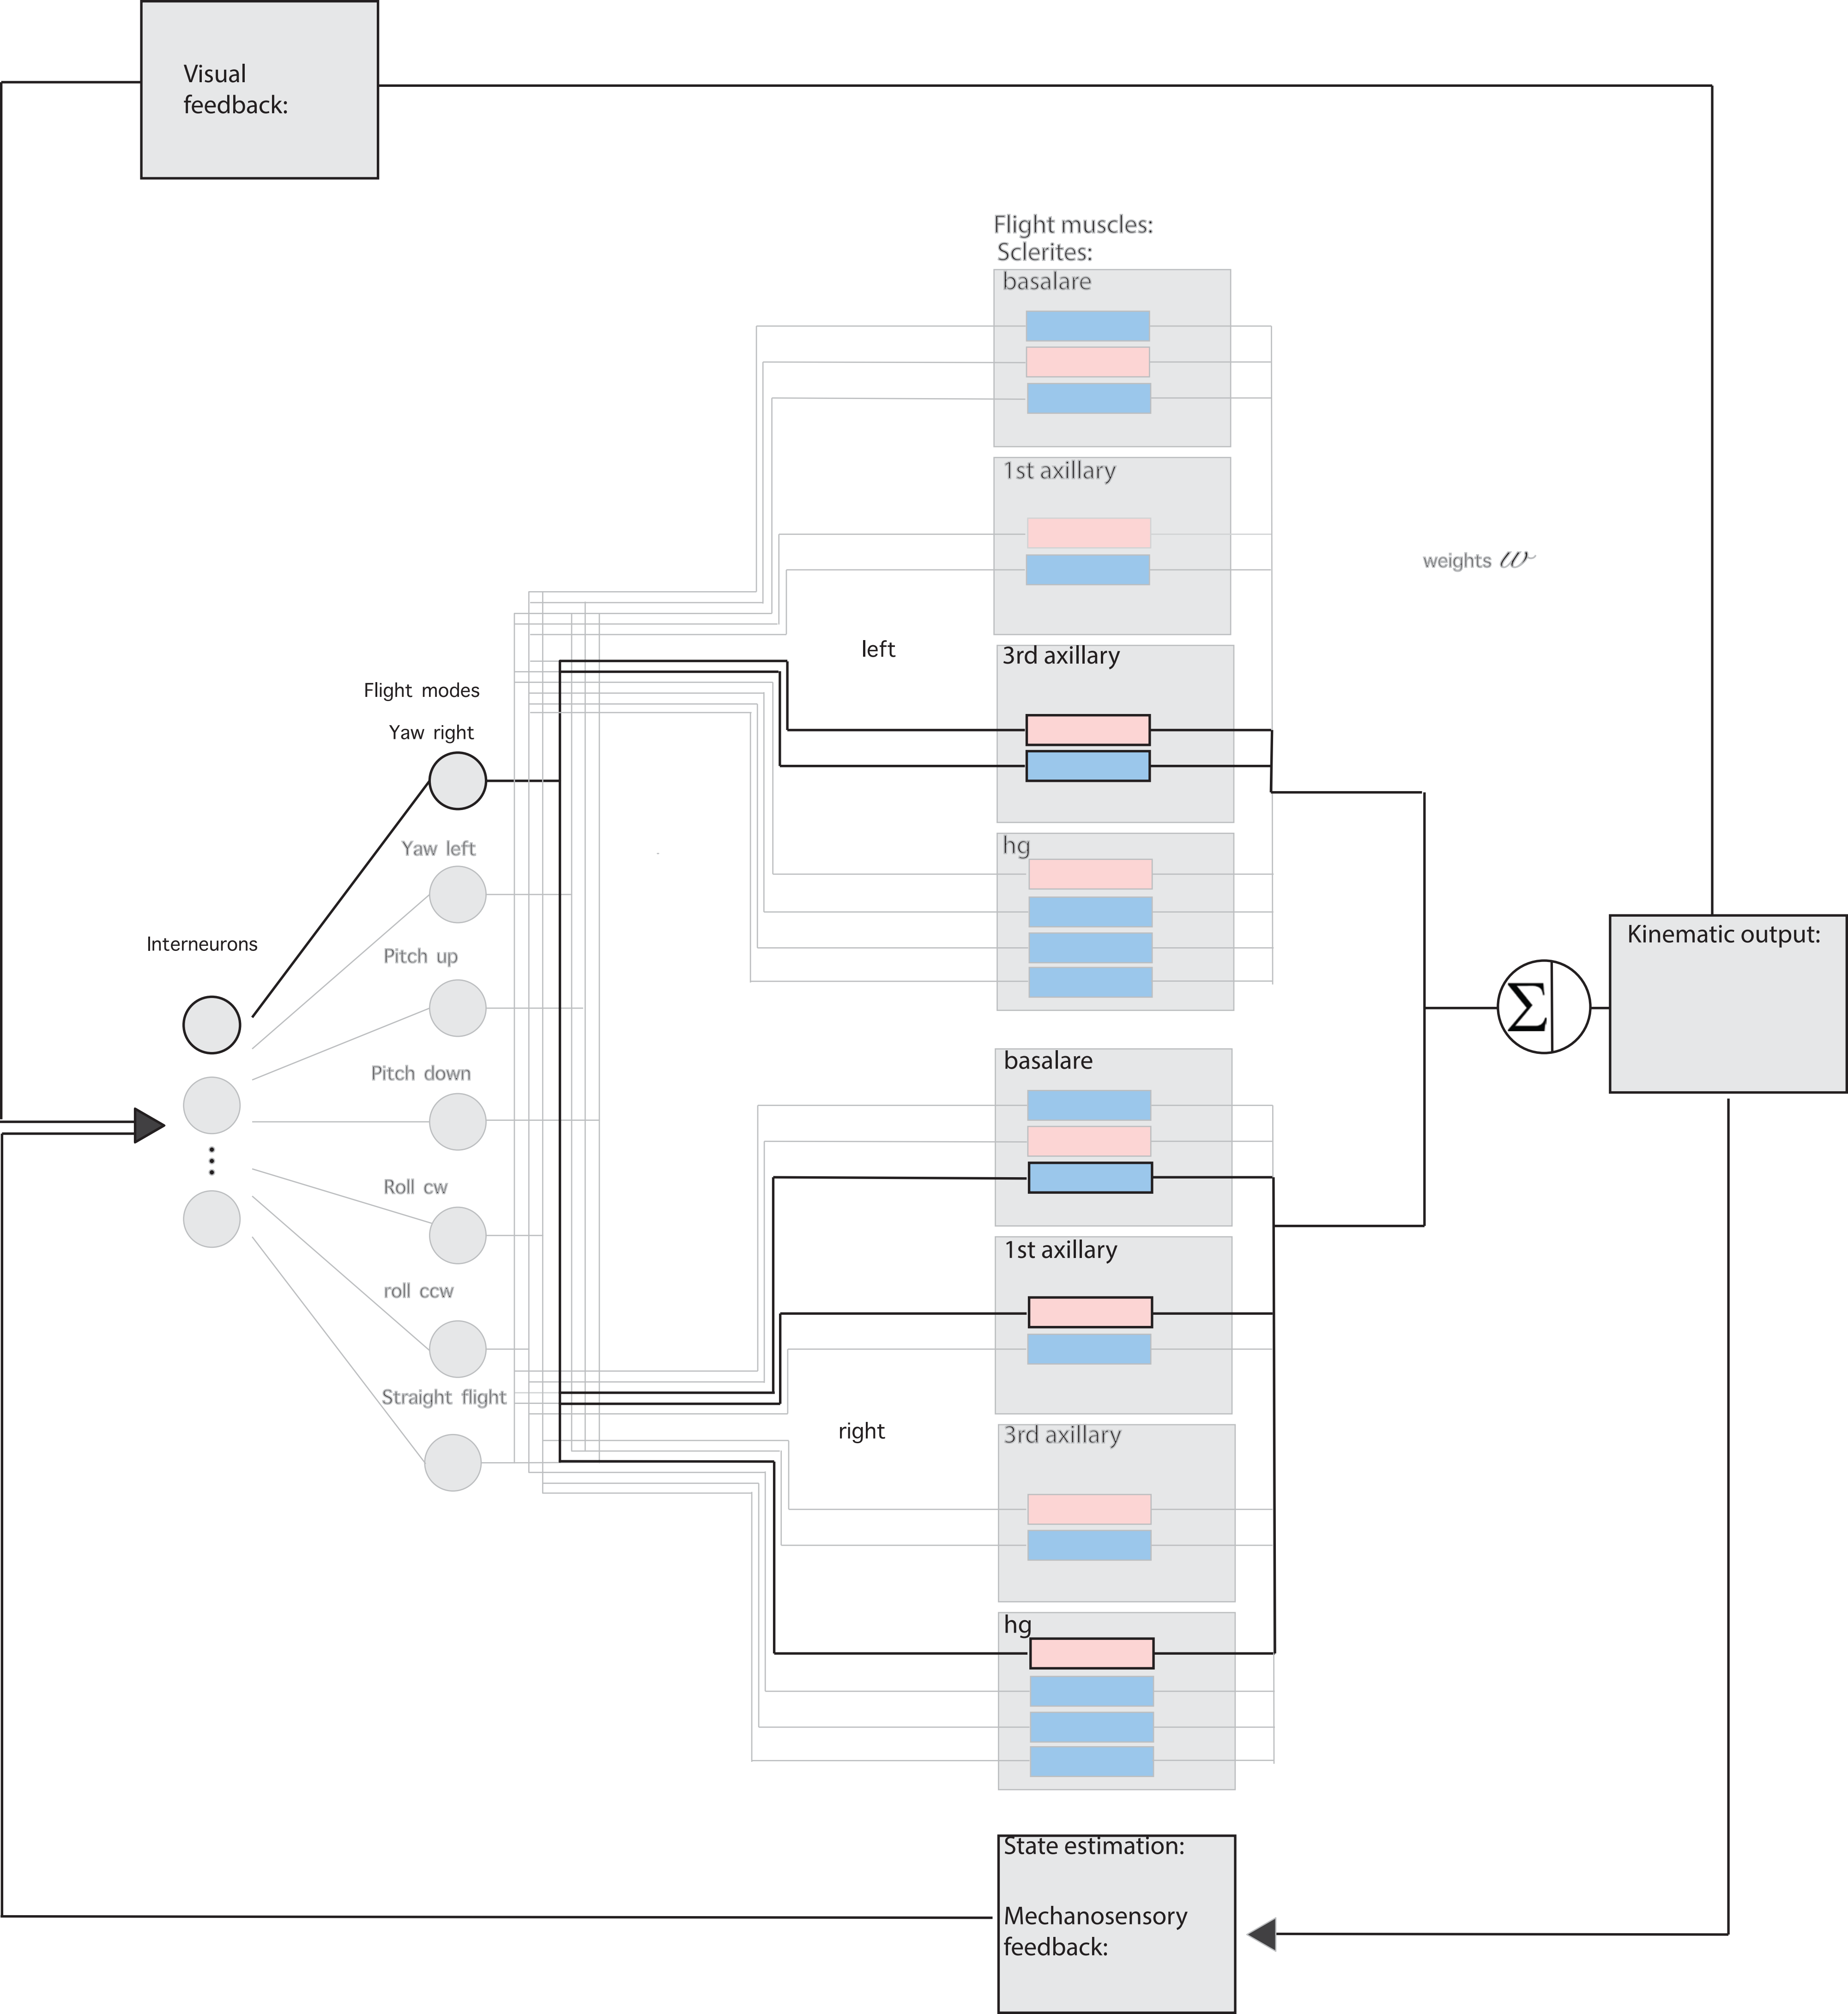 Visual
feedback:
Flight muscles:
Sclerites:
basalare
1st axillary
weights w
left
3rd axillary
Flight modes
Yaw right
hg
Yaw left
Interneurons
Pitch up
Kinematic output:
Σ
Pitch down
basalare
Roll cw
1st axillary
roll ccw
Straight flight
right
3rd axillary
hg
State estimation:
Mechanosensory
feedback: